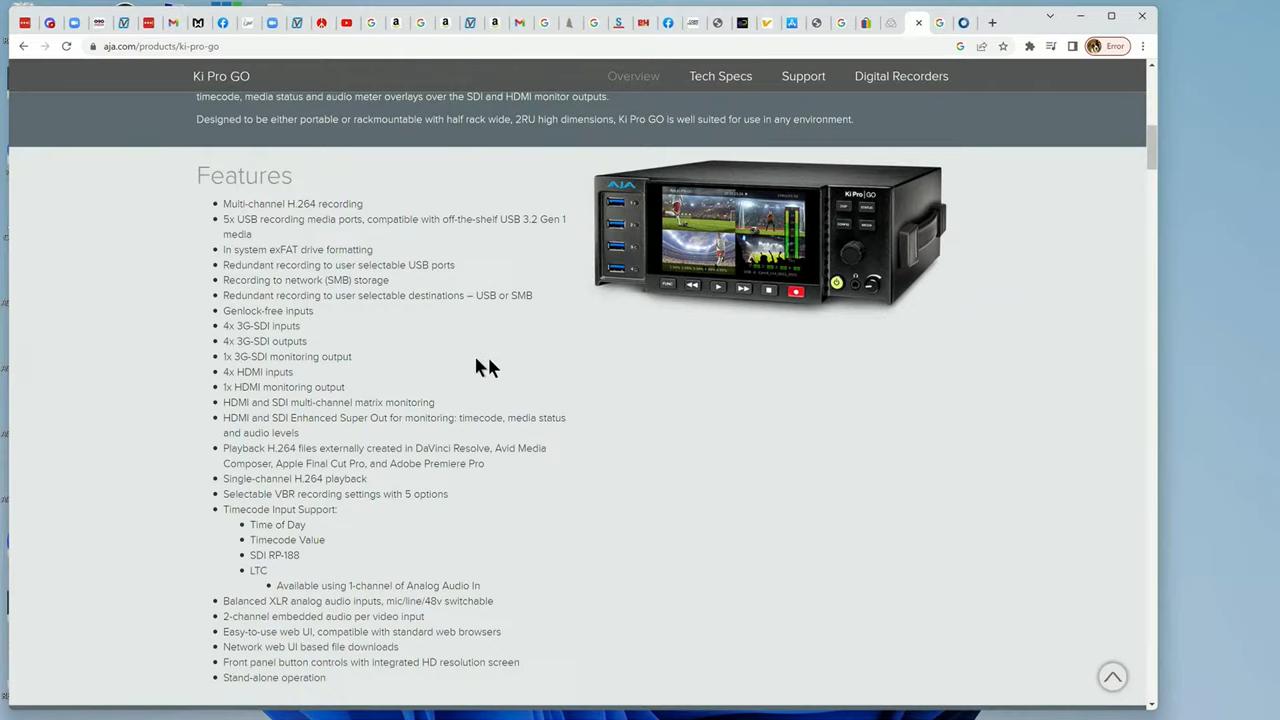 aja.com/products/ki-pro-go
Error
Ki Pro GO
Overview
Tech Specs
Support
Digital Recorders
timecode, media status and audio meter overlays over the SDI and HDMI monitor outputs.
Designed to be either portable or rackmountable with half rack wide, 2RU high dimensions, Ki Pro GO is well suited for use in any environment.
Features
Multi-channel H.264 recording
5x USB recording media ports, compatible with off-the-shelf USB 3.2 Gen 1
media
In system exFAT drive formatting
Redundant recording to user selectable USB ports
Recording to network (SMB) storage
Redundant recording to user selectable destinations – USB or SMB
Genlock-free inputs
4x 3G-SDI inputs
4x 3G-SDI outputs
1x 3G-SDI monitoring output
4x HDMI inputs
1x HDMI monitoring output
HDMI and SDI multi-channel matrix monitoring
HDMI and SDI Enhanced Super Out for monitoring: timecode, media status
and audio levels
Playback H.264 files externally created in DaVinci Resolve, Avid Media
Composer, Apple Final Cut Pro, and Adobe Premiere Pro
Single-channel H.264 playback
Selectable VBR recording settings with 5 options
Timecode Input Support:
Time of Day
Timecode Value
SDI RP-188
LTC
Available using 1-channel of Analog Audio In
Balanced XLR analog audio inputs, mic/line/48v switchable
2-channel embedded audio per video input
Easy-to-use web UI, compatible with standard web browsers
Network web UI based file downloads
Front panel button controls with integrated HD resolution screen
Stand-alone operation
AJA
Ki Pro GO
STATUS
CONFIG
MEDIA
FUNC